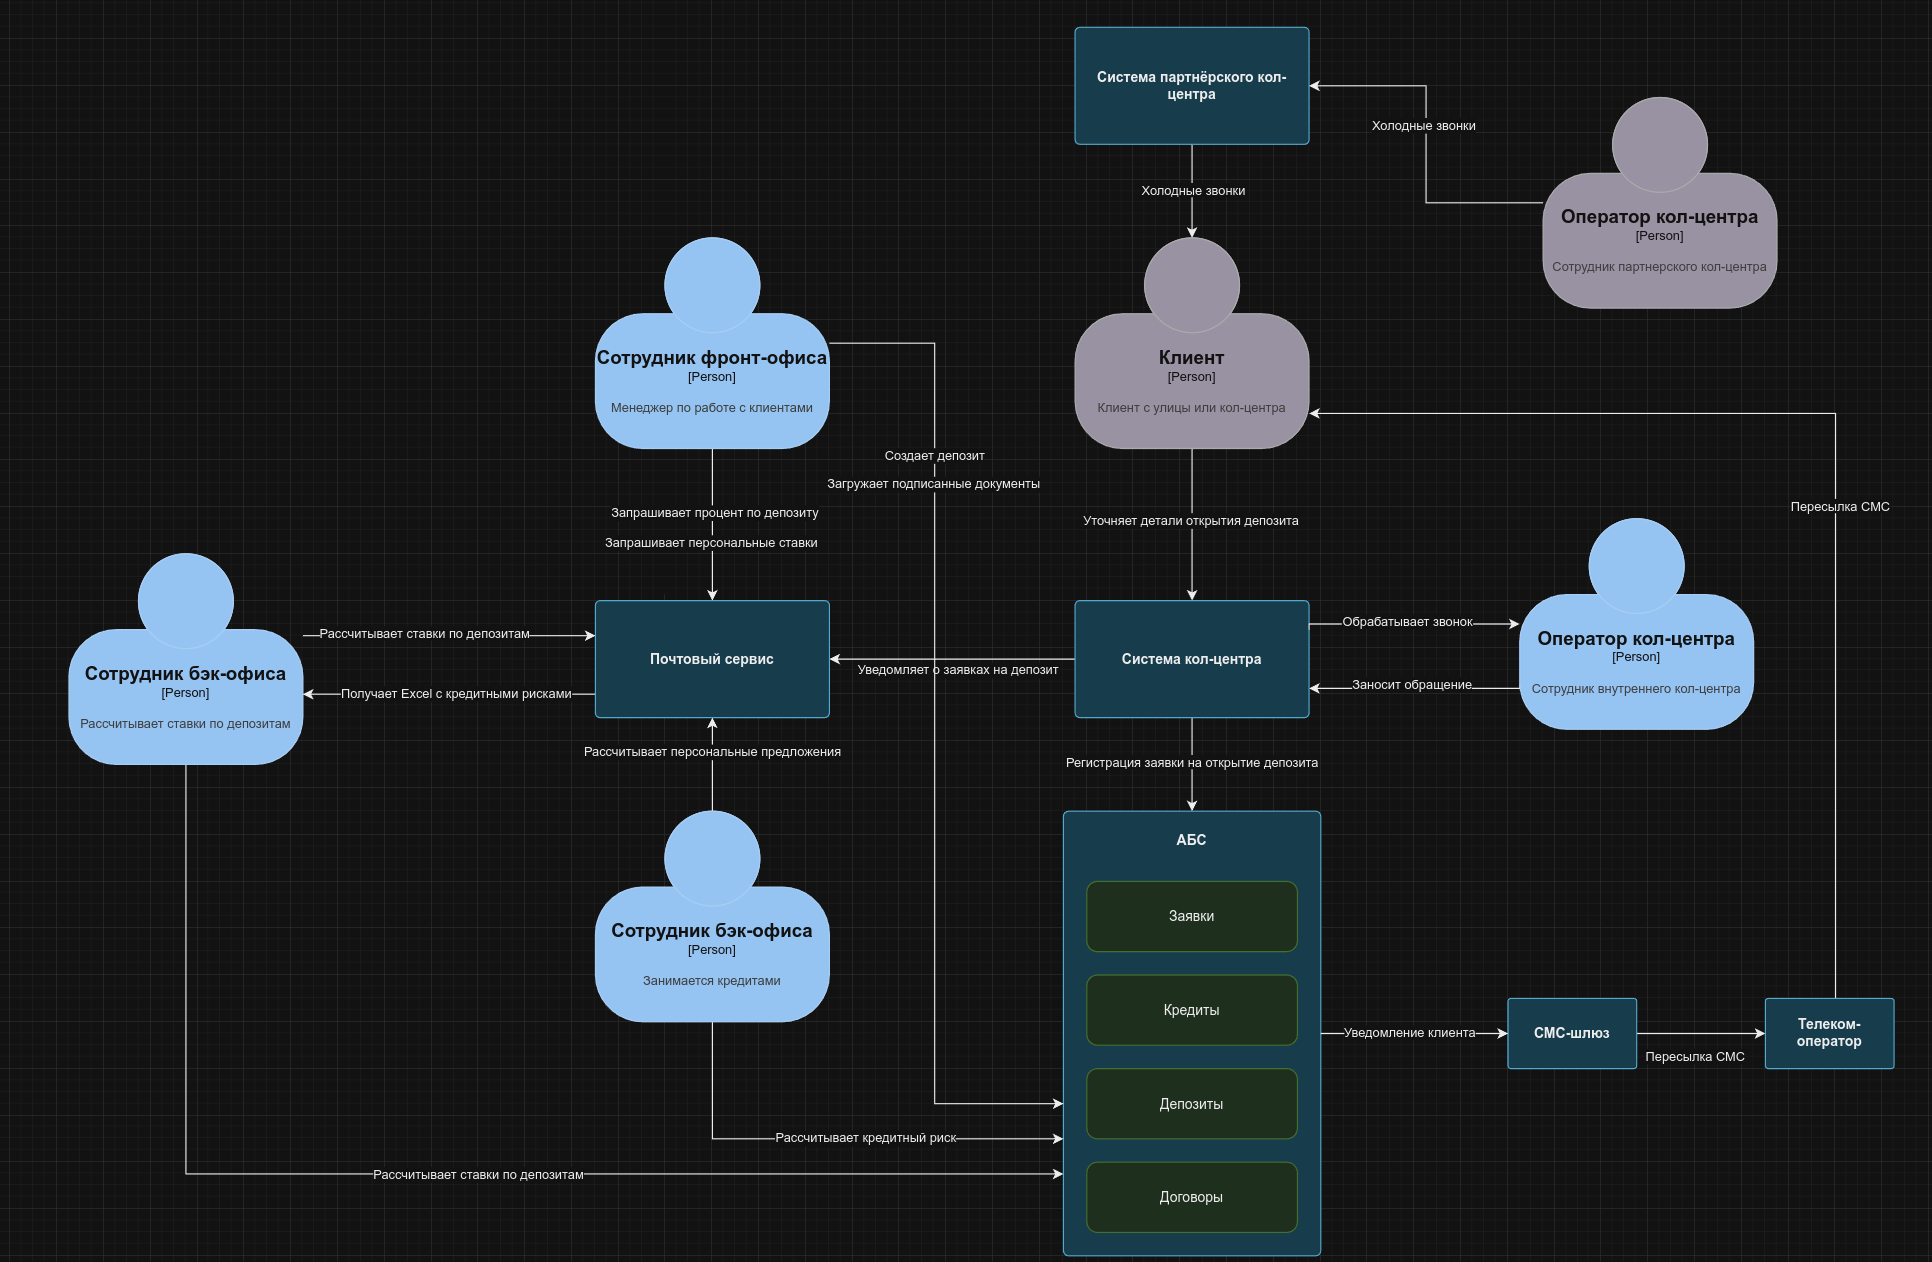 Система партнёрского кол-
центра
Холодные звонки
Холодные звонки
Оператор кол-центра
[Person]
Сотрудник партнерского кол-центра
Сотрудник фронт-офиса
[Person]
Менеджер по работе с клиентами
Клиент
[Person]
Клиент с улицы или кол-центра
Создает депозит
Загружает подписанные документы
Запрашивает процент по депозиту
Запрашивает персональные ставки
Уточняет детали открытия депозита
Пересылка СМС
Сотрудник бэк-офиса
[Person]
Рассчитывает ставки по депозитам
Рассчитывает ставки по депозитам
Получает Excel с кредитными рисками
Почтовый сервис
Уведомляет о заявках на депозит
Система кол-центра
Обрабатывает звонок
Заносит обращение
Оператор кол-центра
[Person]
Сотрудник внутреннего кол-центра
Рассчитывает персональные предложения
Регистрация заявки на открытие депозита
Сотрудник бэк-офиса
[Person]
Занимается кредитами
АБС
Заявки
Кредиты
Депозиты
Договоры
Уведомление клиента
СМС-шлюз
Пересылка СМС
Телеком-
оператор
Рассчитывает кредитный риск
Рассчитывает ставки по депозитам